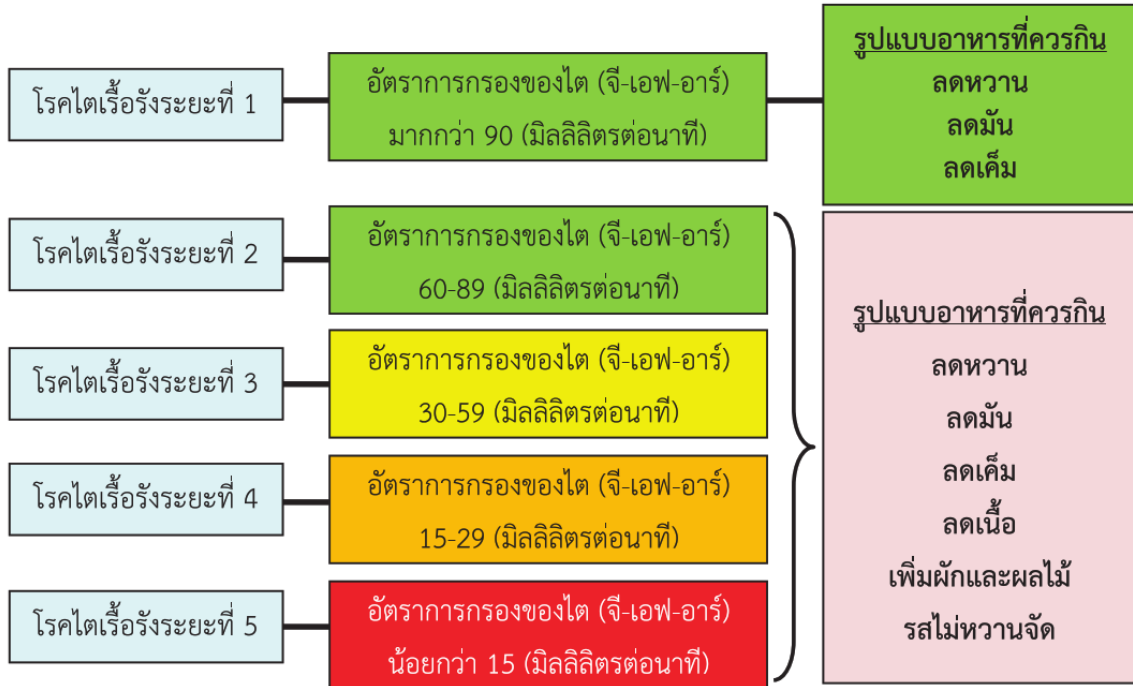 โรคไตเรื้อรังระยะที่ 1
อัตราการกรองของไต (จี-เอฟ-อาร์)
มากกว่า 90 (มิลลิลิตรต่อนาที)
รูปแบบอาหารที่ควรกิน
ลดหวาน
ลดมัน
ลดเค็ม
โรคไตเรื้อรังระยะที่ 2
อัตราการกรองของไต (จี-เอฟ-อาร์)
60-89 (มิลลิลิตรต่อนาที)
โรคไตเรื้อรังระยะที่ 3
อัตราการกรองของไต (จี-เอฟ-อาร์)
30-59 (มิลลิลิตรต่อนาที)
โรคไตเรื้อรังระยะที่ 4
อัตราการกรองของไต (จี-เอฟ-อาร์)
15-29 (มิลลิลิตรต่อนาที)
โรคไตเรื้อรังระยะที่ 5
อัตราการกรองของไต (จี-เอฟ-อาร์)
น้อยกว่า 15 (มิลลิลิตรต่อนาที)
รูปแบบอาหารที่ควรกิน
ลดหวาน
ลดมัน
ลดเค็ม
ลดเนื้อ
เพิ่มผักและผลไม้
รสไม่หวานจัด